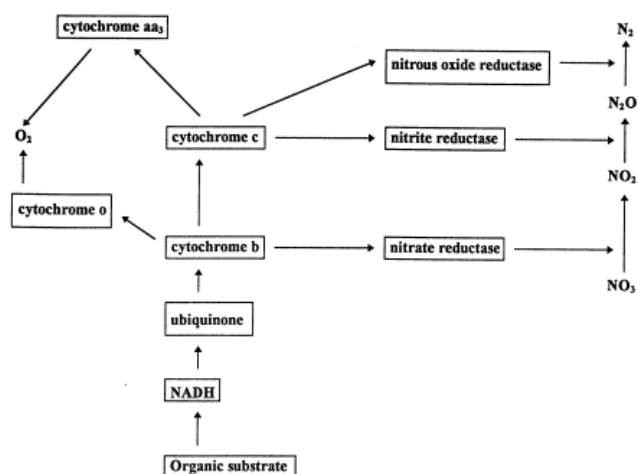 cytochrome aa₃
N₂
nitrous oxide reductase
N₂O
O₂
cytochrome c
nitrite reductase
NO₂
cytochrome o
cytochrome b
nitrate reductase
NO₃
ubiquinone
NADH
Organic substrate